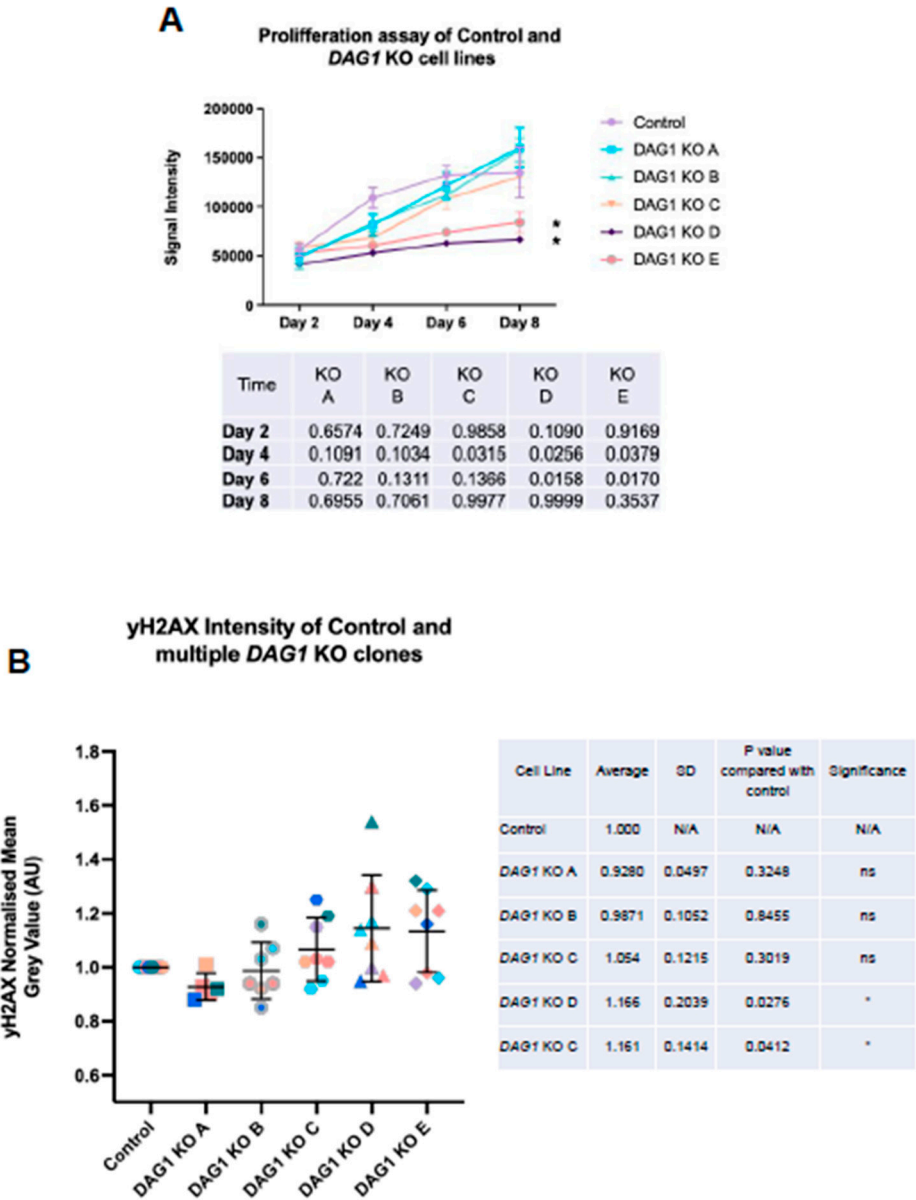 A
Proliferation assay of Control and
DAG1 KO cell lines
200000
150000
100000
50000
0
Signal Intensity
Day 2 Day 4 Day 6 Day 8
*
*
Control
DAG1 KO A
DAG1 KO B
DAG1 KO C
DAG1 KO D
DAG1 KO E
Time KO A KO B KO C KO D KO E
Day 2 0.6574 0.7249 0.9858 0.1090 0.9169
Day 4 0.1091 0.1034 0.0315 0.0256 0.0379
Day 6 0.722 0.1311 0.1366 0.0158 0.0170
Day 8 0.6955 0.7061 0.9977 0.9999 0.3537
B
yH2AX Intensity of Control and
multiple DAG1 KO clones
yH2AX Normalised Mean
Grey Value (AU)
1.8
1.6
1.4
1.2
1.0
0.8
0.6
Control
DAG1 KO A
DAG1 KO B
DAG1 KO C
DAG1 KO D
DAG1 KO E
Cell Line Average SD P value compared with control Significance
Control 1.000 N/A N/A N/A
DAG1 KO A 0.9280 0.0497 0.3248 ns
DAG1 KO B 0.9871 0.1052 0.8455 ns
DAG1 KO C 1.054 0.1215 0.3019 ns
DAG1 KO D 1.166 0.2039 0.0276 *
DAG1 KO C 1.161 0.1414 0.0412 *